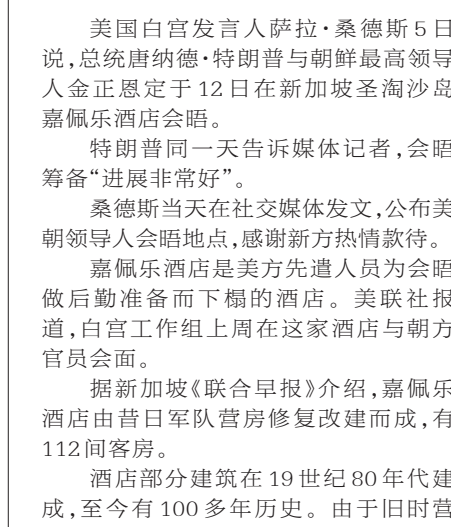 美国白宫发言人萨拉·桑德斯5日
说,总统唐纳德·特朗普与朝鲜最高领导
人金正恩定于12日在新加坡圣淘沙岛
嘉佩乐酒店会晤。
特朗普同一天告诉媒体记者,会晤
筹备“进展非常好”。
桑德斯当天在社交媒体发文,公布美
朝领导人会晤地点,感谢新方热情款待。
嘉佩乐酒店是美方先遣人员为会晤
做后勤准备而下榻的酒店。美联社报
道,白宫工作组上周在这家酒店与朝方
官员会面。
据新加坡《联合早报》介绍,嘉佩乐
酒店由昔日军队营房修复改建而成,有
112间客房。
酒店部分建筑在19世纪80年代建
成,至今有100多年历史。由于旧时营